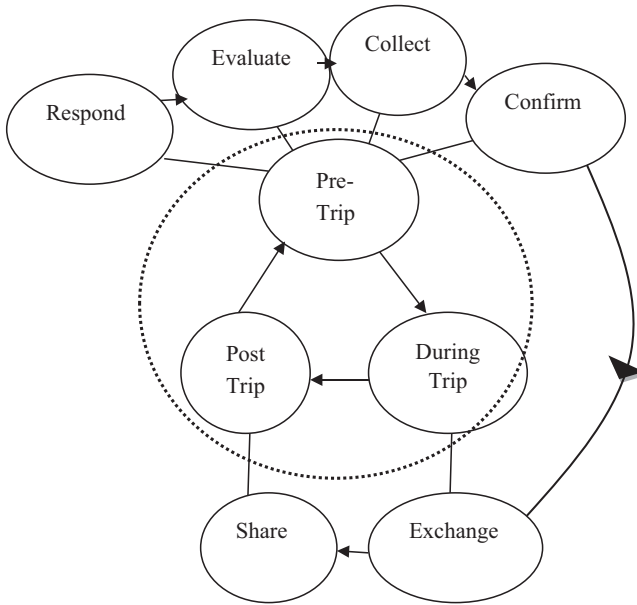 Collect
Evaluate
Respond
Confirm
Pre-
Trip
Post
Trip
During
Trip
Share
Exchange